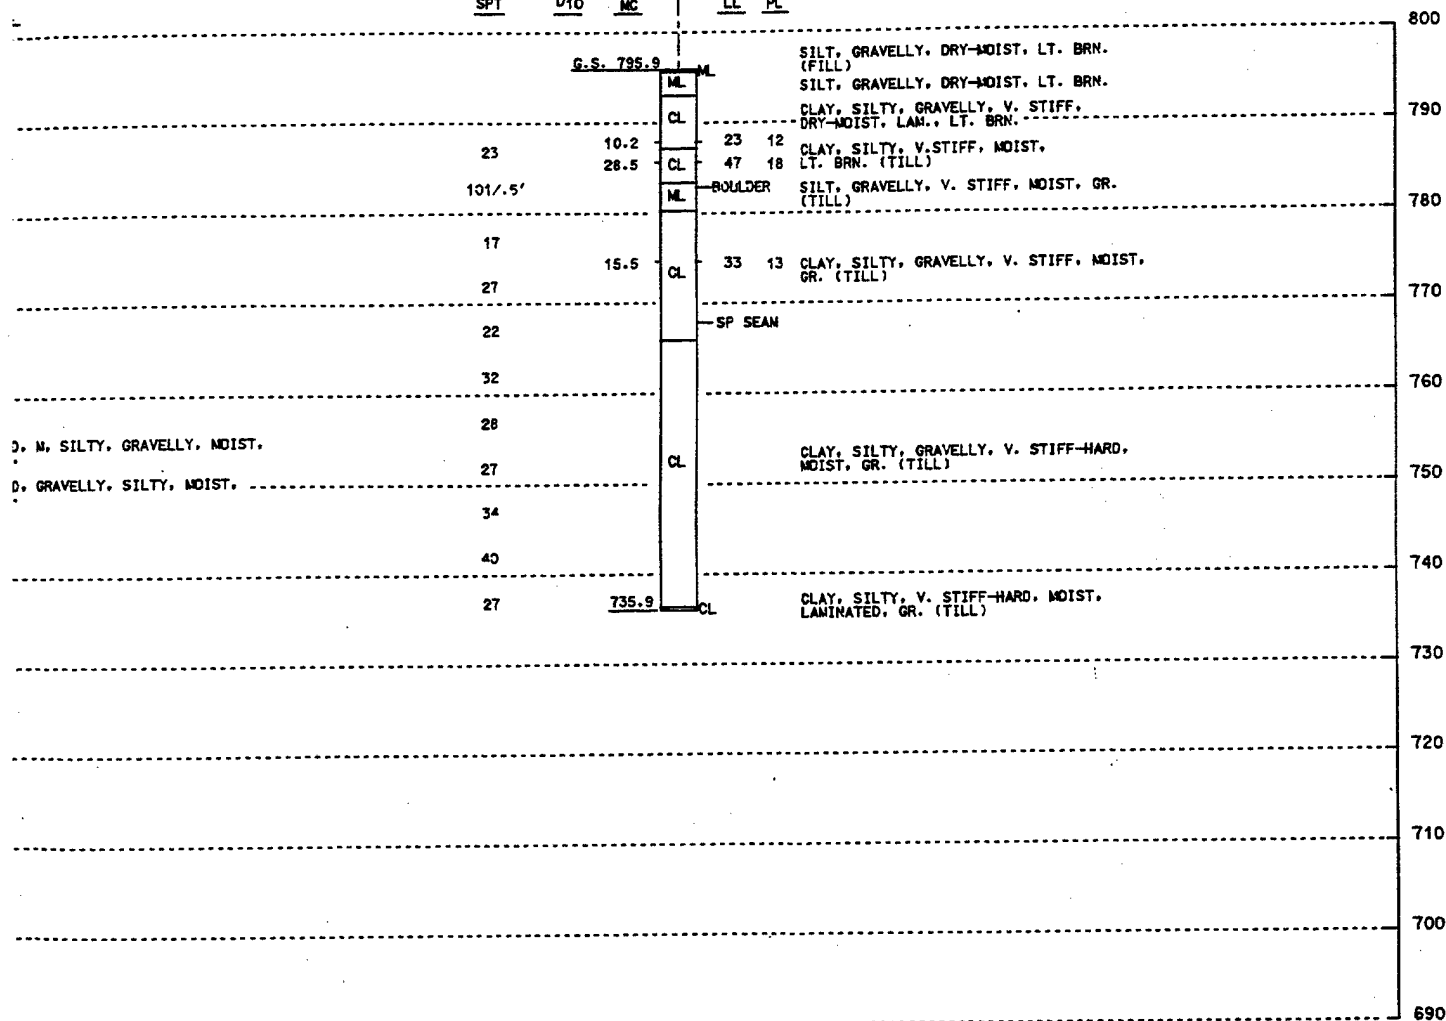 SPT D10 MC LL PL
800
G.S. 795.9 ML
SILT, GRAVELLY, DRY-MOIST, LT. BRN.
(FILL)
ML
SILT, GRAVELLY, DRY-MOIST, LT. BRN.
790
CL
CLAY, SILTY, GRAVELLY, V. STIFF,
DRY-MOIST, LAM., LT. BRN.
10.2 23 12
CLAY, SILTY, V.STIFF, MOIST,
LT. BRN. (TILL)
23
28.5 CL 47 18
101/.5' ML BOULDER
SILT, GRAVELLY, V. STIFF, MOIST, GR.
(TILL)
780
17
15.5 CL 33 13
CLAY, SILTY, GRAVELLY, V. STIFF, MOIST,
GR. (TILL)
27
770
22
SP SEAM
32
760
28
SILTY, GRAVELLY, MOIST,
CL
CLAY, SILTY, GRAVELLY, V. STIFF-HARD,
MOIST, GR. (TILL)
27
750
GRAVELLY, SILTY, MOIST,
34
40
740
27 735.9 CL
CLAY, SILTY, V. STIFF-HARD, MOIST,
LAMINATED, GR. (TILL)
730
720
710
700
690